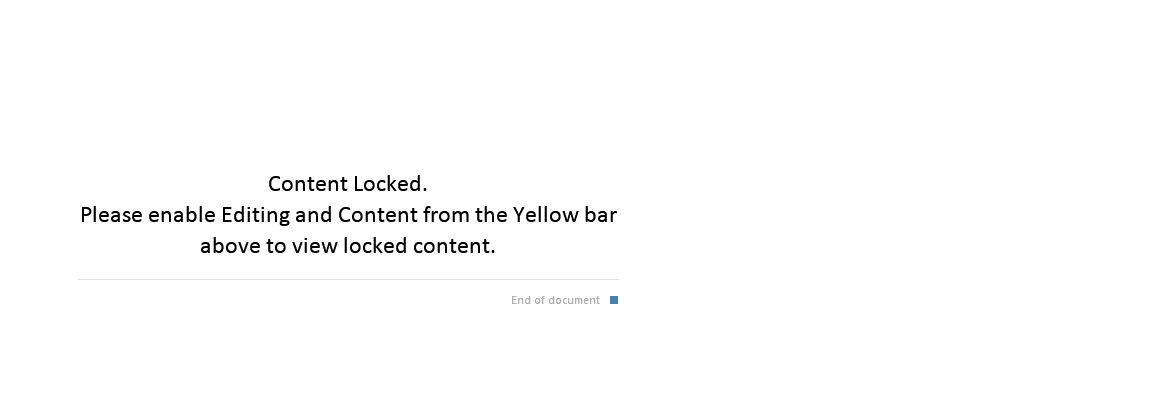 Content Locked.
Please enable Editing and Content from the Yellow bar
above to view locked content.
End of document